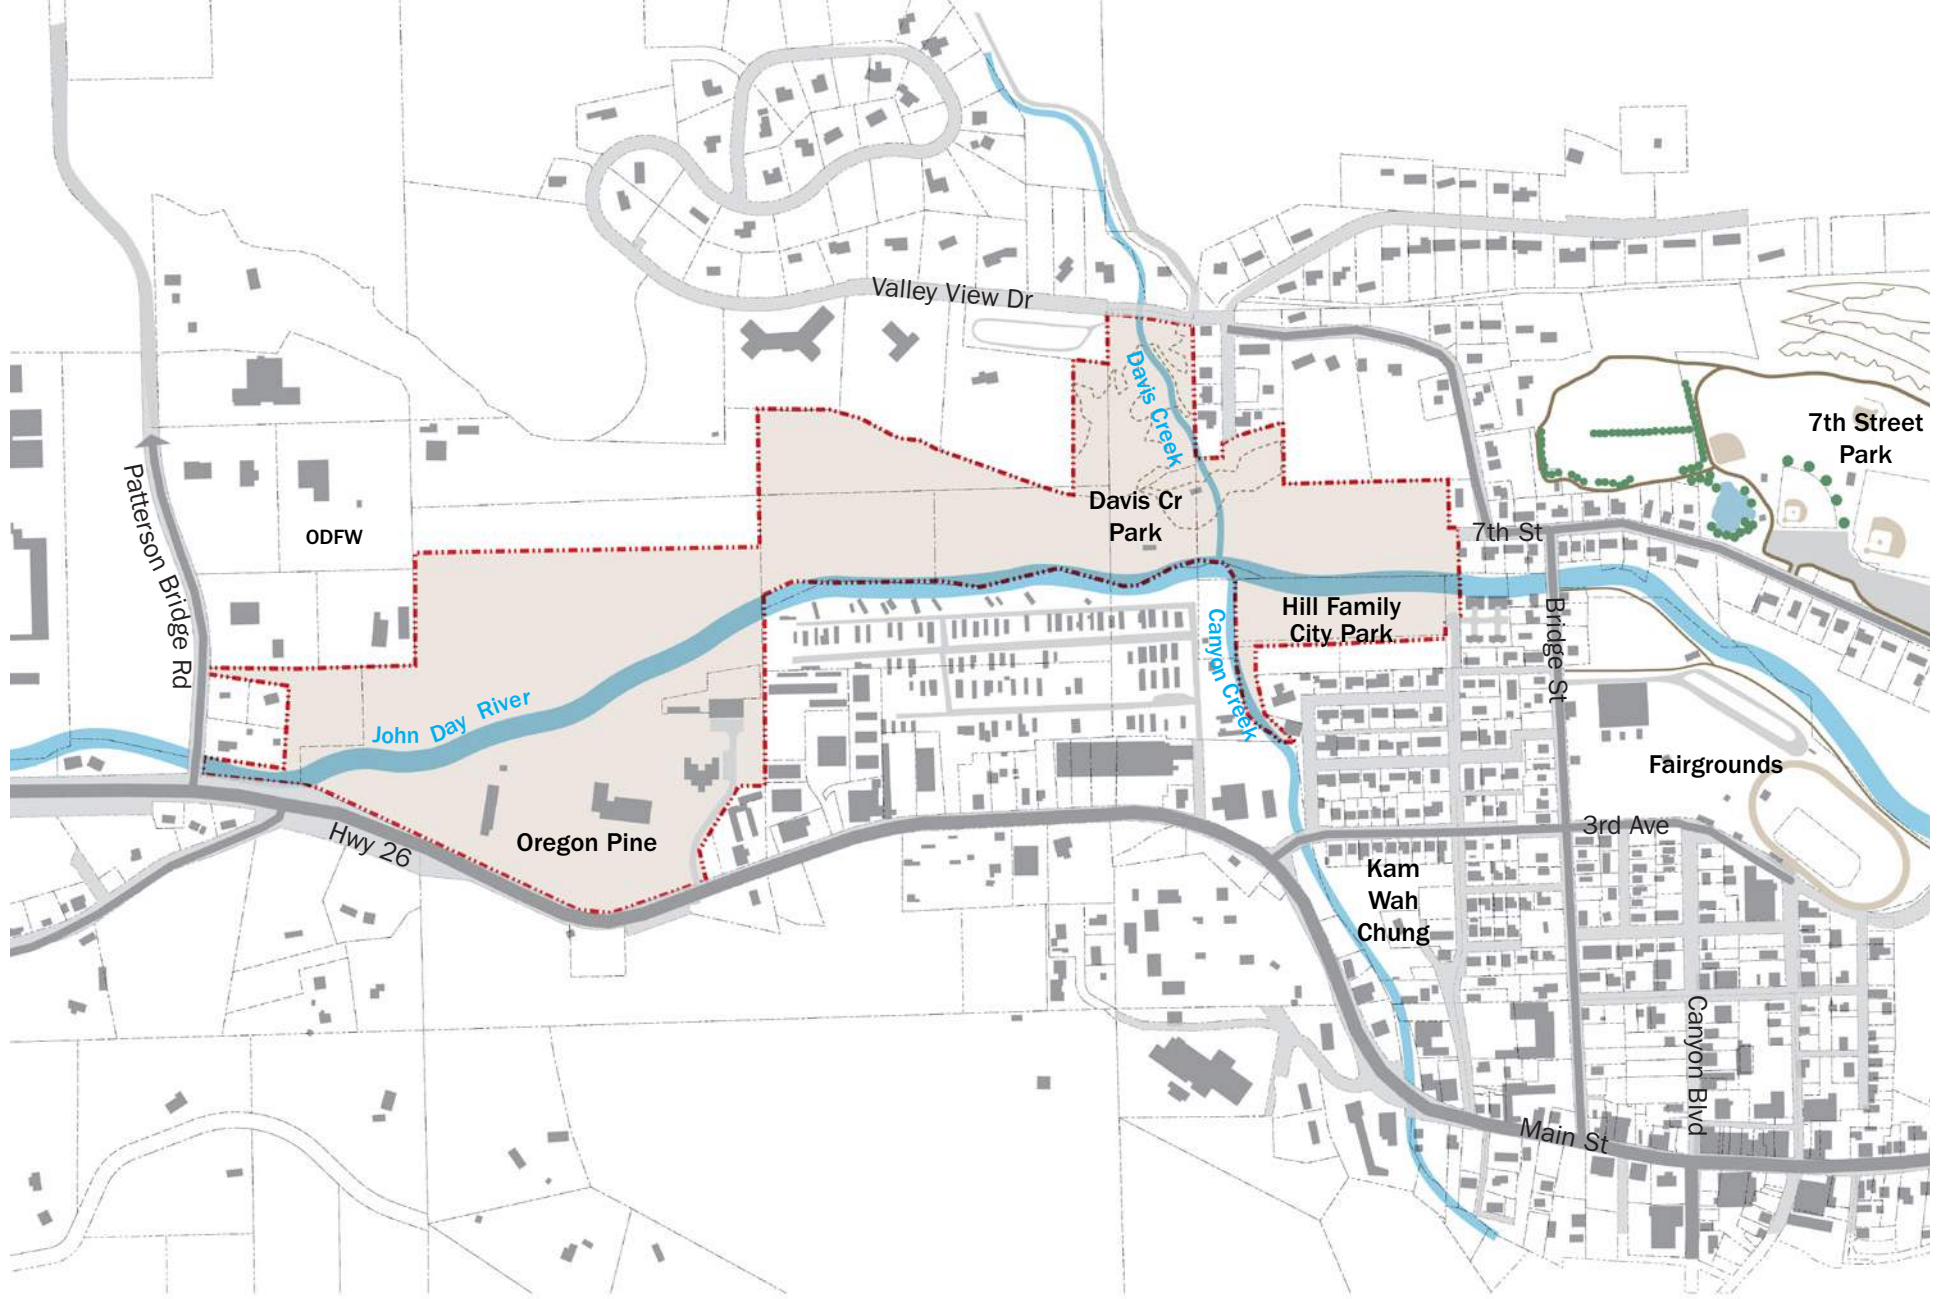 Valley View Dr
Davis Creek
7th Street
Park
Patterson Bridge Rd
ODFW
Davis Cr
Park
7th St
Hill Family
City Park
Bridge St
Canyon Creek
John Day River
Fairgrounds
Oregon Pine
Hwy 26
3rd Ave
Kam
Wah
Chung
Canyon Blvd
Main St